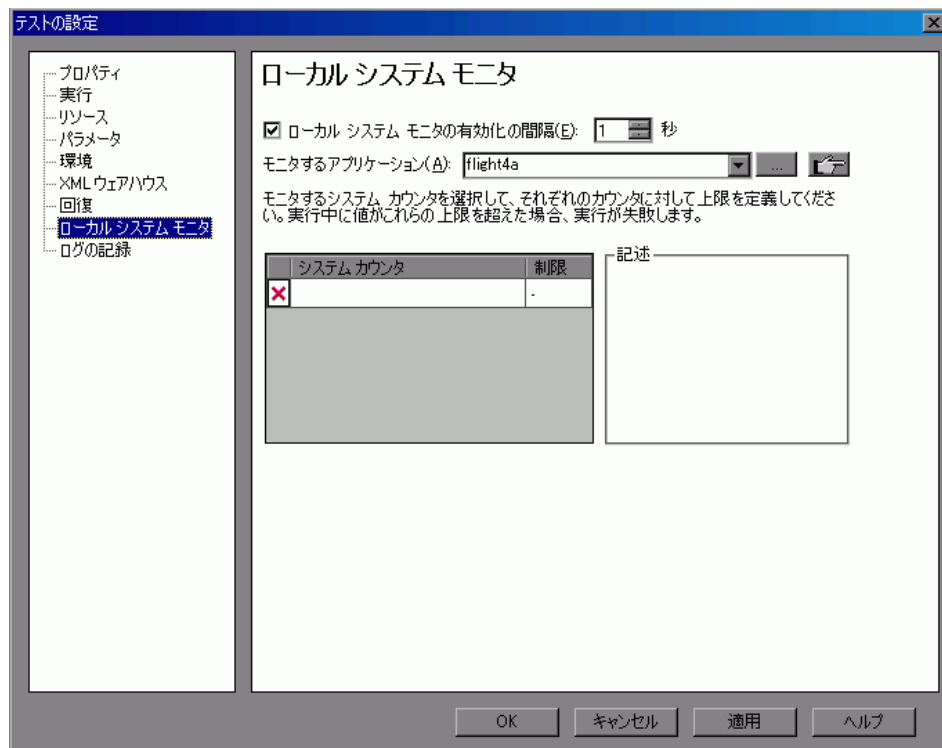 テストの設定
プロパティ
実行
リソース
パラメータ
環境
XML ウェアハウス
回復
ローカル システム モニタ
ログの記録
ローカル システム モニタ
ローカル システム モニタの有効化の間隔(E): 1 秒
モニタするアプリケーション(A): flight4a ...
モニタするシステム カウンタを選択して、それぞれのカウンタに対して上限を定義してくださ
い。実行中に値がこれらの上限を超えた場合、実行が失敗します。
システム カウンタ 制限
-
記述
OK キャンセル 適用 ヘルプ